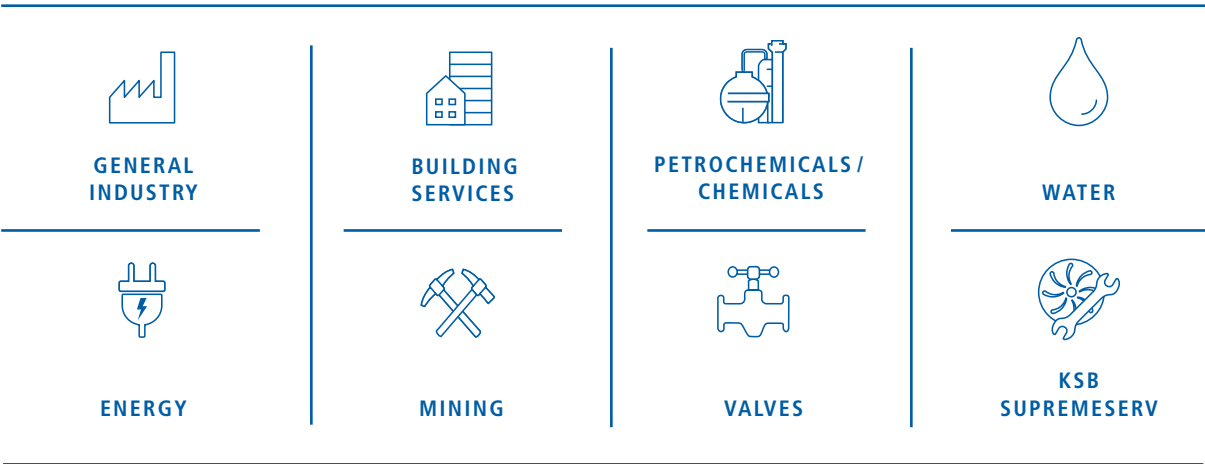 GENERAL
INDUSTRY
BUILDING
SERVICES
PETROCHEMICALS /
CHEMICALS
WATER
ENERGY
MINING
VALVES
KSB
SUPREMESERV